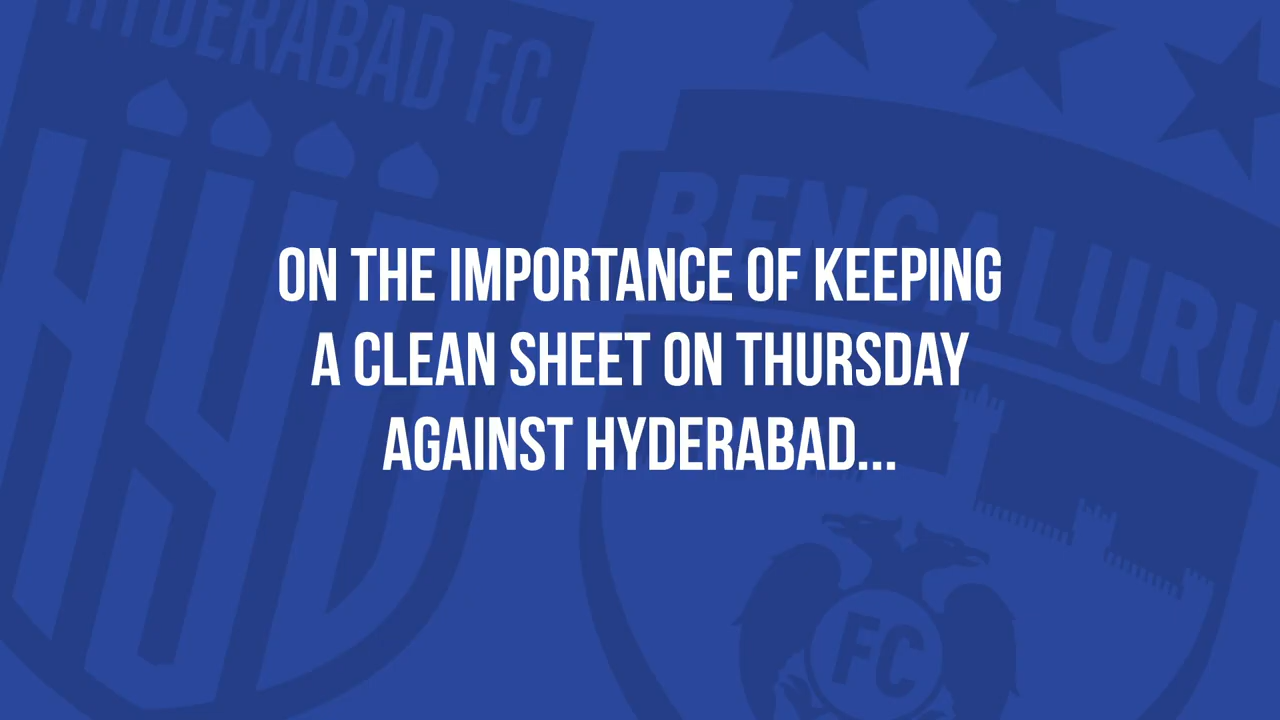 HYDERABAD FC
BENGALURU
ON THE IMPORTANCE OF KEEPING
A CLEAN SHEET ON THURSDAY
AGAINST HYDERABAD...
FC